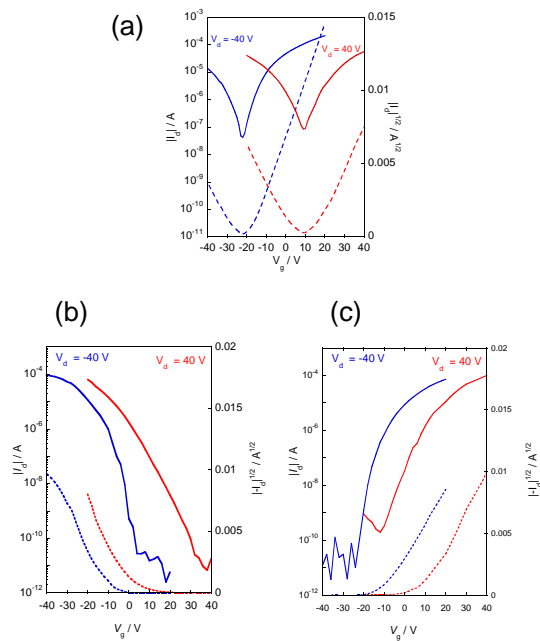 (a)
V_d = -40 V
V_d = 40 V
10^-3
10^-4
10^-5
10^-6
10^-7
10^-8
10^-9
10^-10
10^-11
|I_d| / A
0.015
0.01
0.005
0
|I_d|^1/2 / A^1/2
-40 -30 -20 -10 0 10 20 30 40
V_g / V
(b)
V_d = -40 V
V_d = 40 V
10^-4
10^-6
10^-8
10^-10
10^-12
|I_d| / A
0.02
0.015
0.01
0.005
0
|-I_d|^1/2 / A^1/2
-40 -30 -20 -10 0 10 20 30 40
V_g / V
(c)
V_d = -40 V
V_d = 40 V
10^-4
10^-6
10^-8
10^-10
10^-12
|I_d| / A
0.02
0.015
0.01
0.005
0
|-I_d|^1/2 / A^1/2
-40 -20 0 20 40
V_g / V